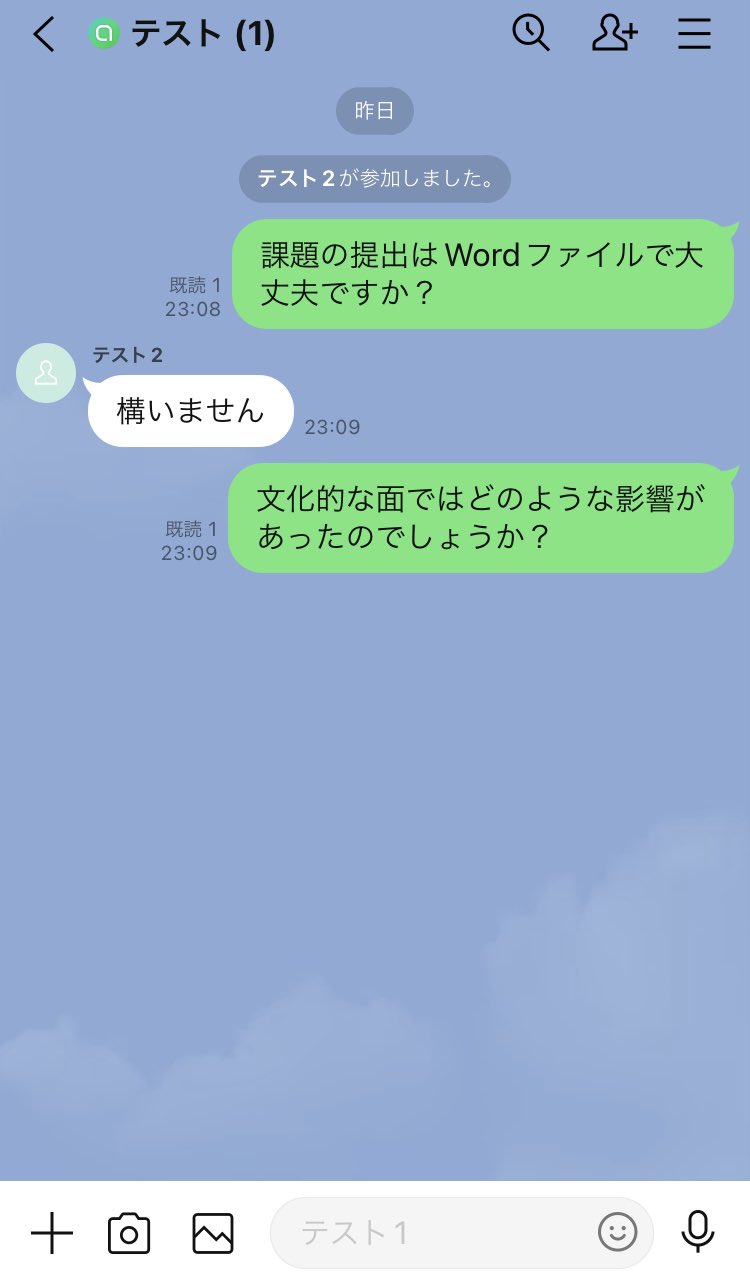 テスト (1)
昨日
テスト2が参加しました。
課題の提出はWordファイルで大
丈夫ですか？
既読 1
23:08
テスト2
構いません
23:09
文化的な面ではどのような影響が
あったのでしょうか？
既読 1
23:09
テスト1